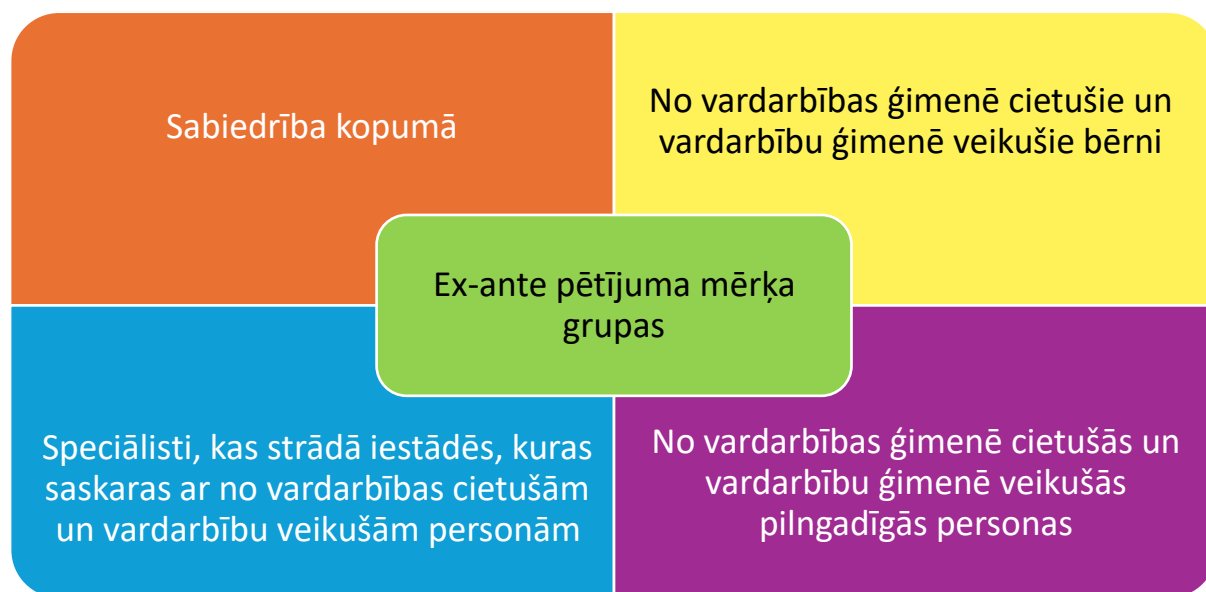 Sabiedrība kopumā
No vardarbības ģimenē cietušie un
vardarbību ģimenē veikušie bērni
Ex-ante pētījuma mērķa
grupas
Speciālisti, kas strādā iestādēs, kuras
saskaras ar no vardarbības cietušām
un vardarbību veikušām personām
No vardarbības ģimenē cietušās un
vardarbību ģimenē veikušās
pilngadīgās personas